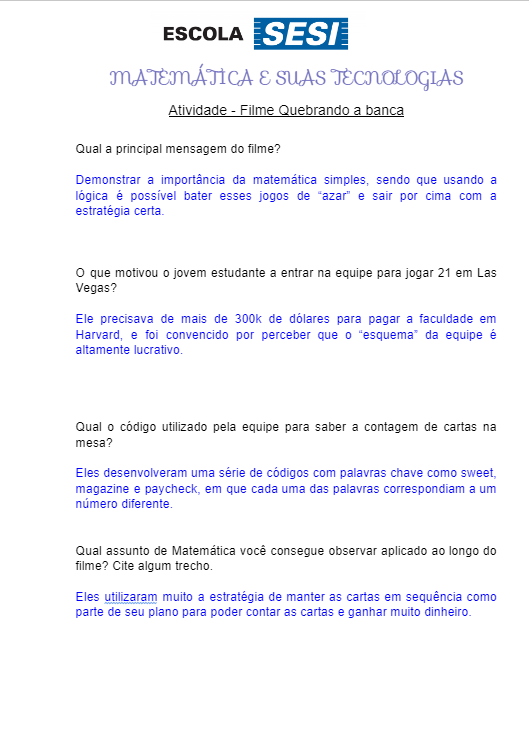 ESCOLA SESI
MATEMÁTICA E SUAS TECNOLOGIAS
Atividade - Filme Quebrando a banca
Qual a principal mensagem do filme?
Demonstrar a importância da matemática simples, sendo que usando a
lógica é possível bater esses jogos de “azar” e sair por cima com a
estratégia certa.
O que motivou o jovem estudante a entrar na equipe para jogar 21 em Las
Vegas?
Ele precisava de mais de 300k de dólares para pagar a faculdade em
Harvard, e foi convencido por perceber que o “esquema” da equipe é
altamente lucrativo.
Qual o código utilizado pela equipe para saber a contagem de cartas na
mesa?
Eles desenvolveram uma série de códigos com palavras chave como sweet,
magazine e paycheck, em que cada uma das palavras correspondiam a um
número diferente.
Qual assunto de Matemática você consegue observar aplicado ao longo do
filme? Cite algum trecho.
Eles utilizaram muito a estratégia de manter as cartas em sequência como
parte de seu plano para poder contar as cartas e ganhar muito dinheiro.